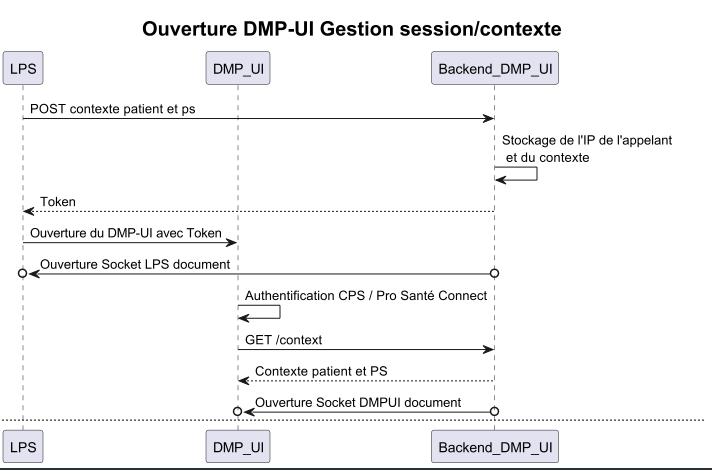 Ouverture DMP-UI Gestion session/contexte
LPS
DMP_UI
Backend_DMP_UI
POST contexte patient et ps
Stockage de l'IP de l'appelant
et du contexte
Token
Ouverture du DMP-UI avec Token
Ouverture Socket LPS document
Authentification CPS / Pro Santé Connect
GET /context
Contexte patient et PS
Ouverture Socket DMPUI document
LPS
DMP_UI
Backend_DMP_UI